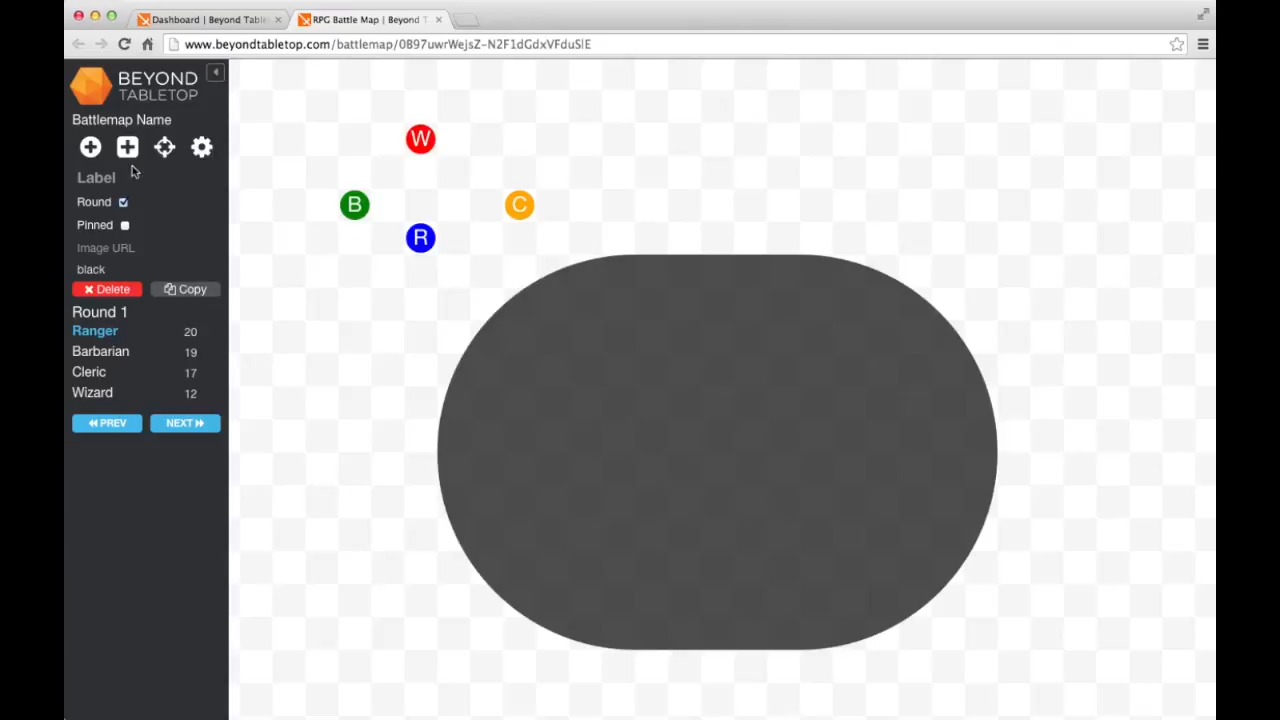 Dashboard | Beyond Table
RPG Battle Map | Beyond T
www.beyondtabletop.com/battlemap/0B97uwrWejsZ-N2F1dGdxVFduSlE
BEYOND
TABLETOP
Battlemap Name
Label
Round
Pinned
Image URL
black
Delete Copy
Round 1
Ranger 20
Barbarian 19
Cleric 17
Wizard 12
PREV NEXT
W
B
C
R